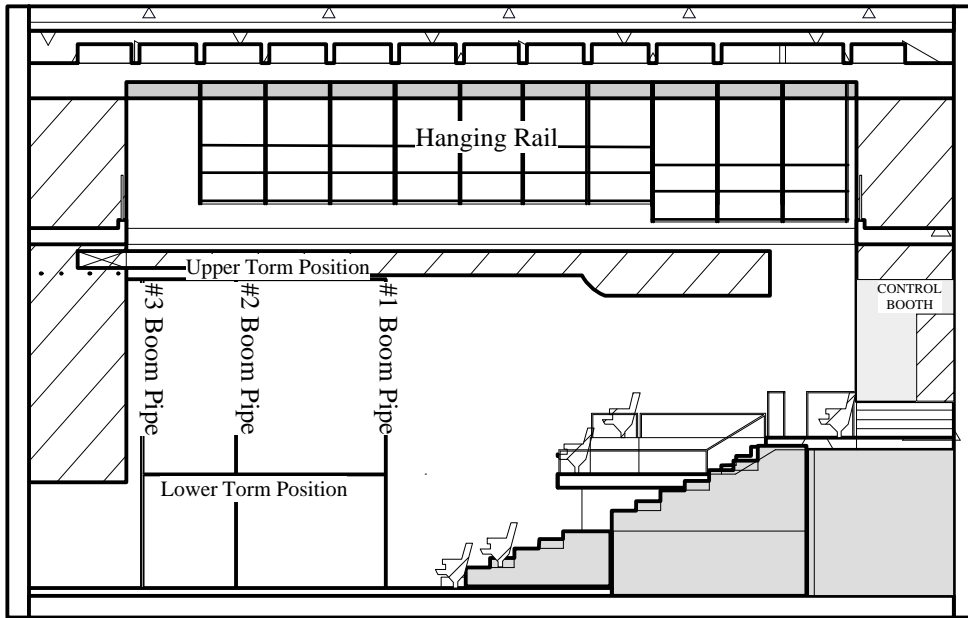 Hanging Rail
Upper Torm Position
CONTROL
BOOTH
#3 Boom Pipe
#2 Boom Pipe
#1 Boom Pipe
Lower Torm Position